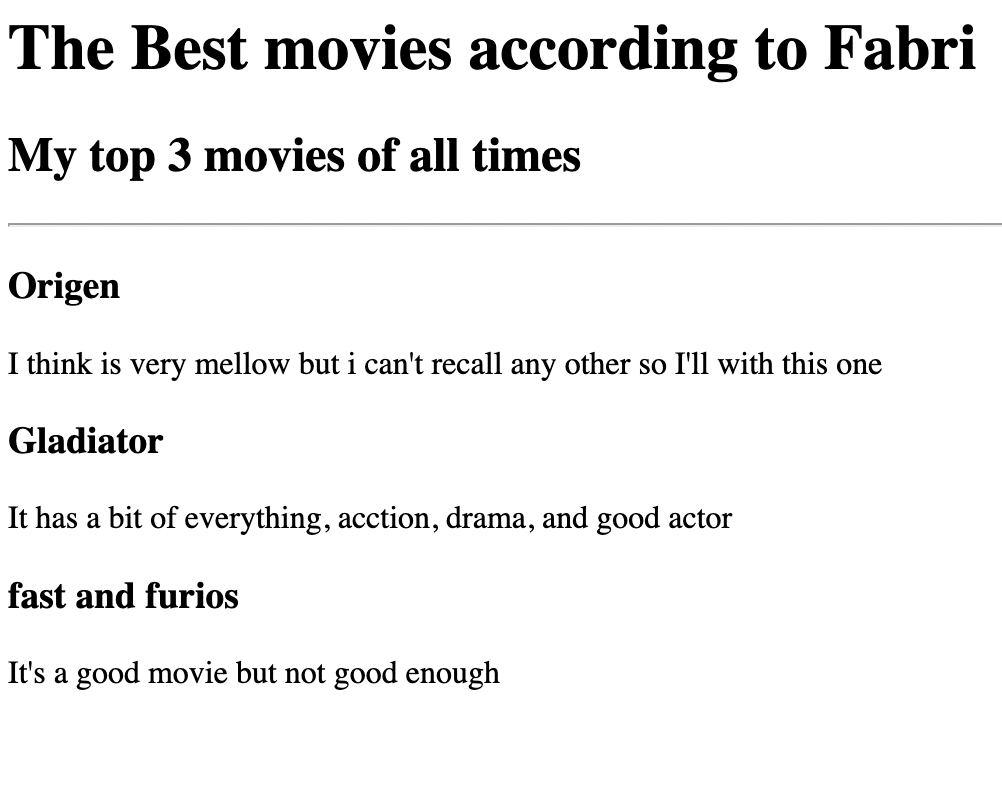 The Best movies according to Fabri
My top 3 movies of all times
Origen
I think is very mellow but i can't recall any other so I'll with this one
Gladiator
It has a bit of everything, acction, drama, and good actor
fast and furios
It's a good movie but not good enough